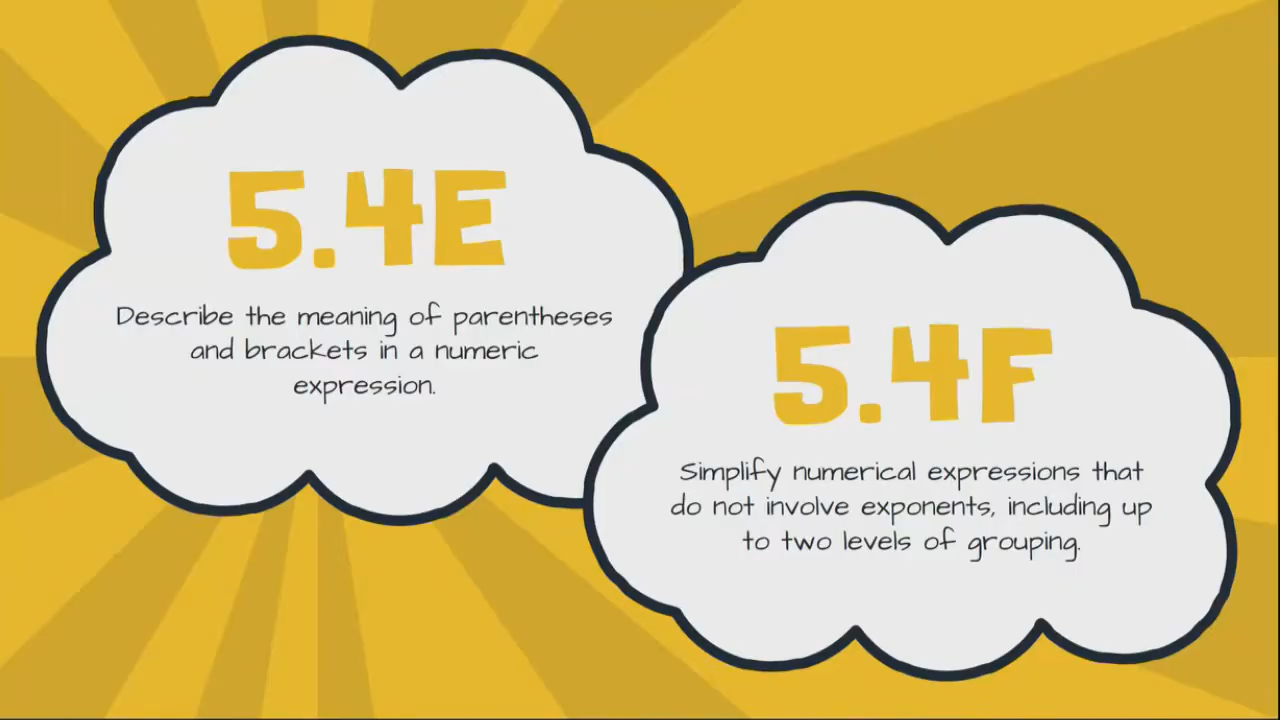 5.4E
Describe the meaning of parentheses
and brackets in a numeric
expression.
5.4F
Simplify numerical expressions that
do not involve exponents, including up
to two levels of grouping.